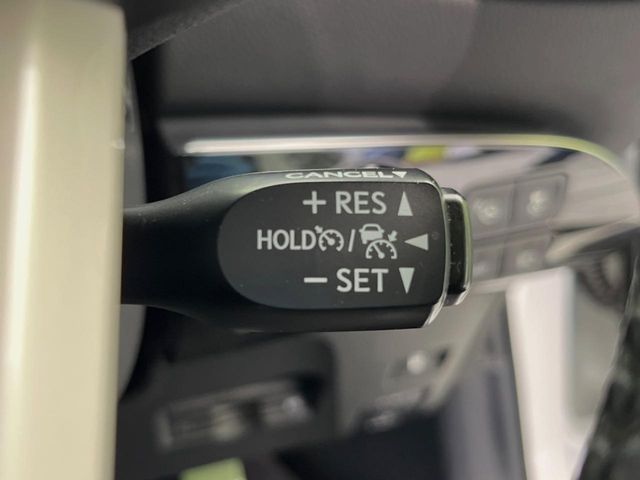 CANCEL▼
+ RES ▲
HOLD / ◀
− SET ▼